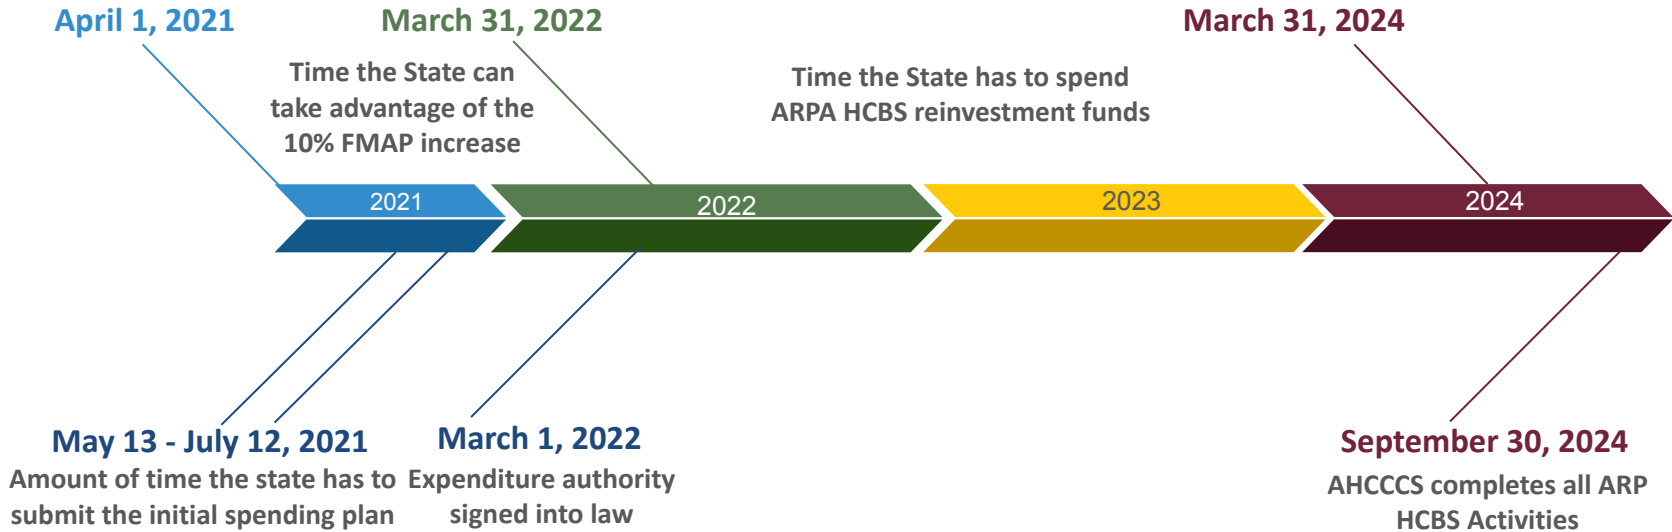 April 1, 2021
March 31, 2022
March 31, 2024
Time the State can
take advantage of the
10% FMAP increase
Time the State has to spend
ARPA HCBS reinvestment funds
2021
2022
2023
2024
May 13 - July 12, 2021
Amount of time the state has to
submit the initial spending plan
March 1, 2022
Expenditure authority
signed into law
September 30, 2024
AHCCCS completes all ARP
HCBS Activities